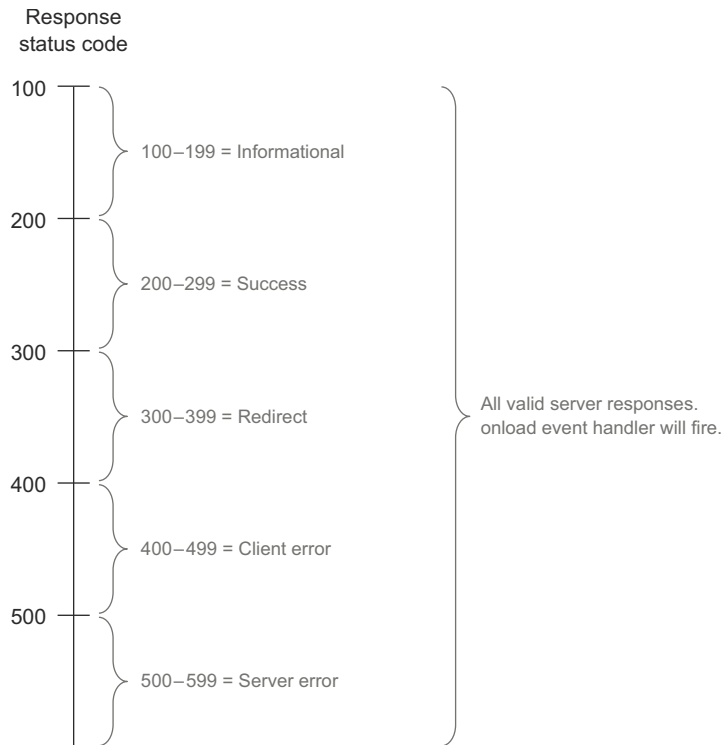 Response
status code
100
100–199 = Informational
200
200–299 = Success
300
300–399 = Redirect
All valid server responses.
onload event handler will fire.
400
400–499 = Client error
500
500–599 = Server error